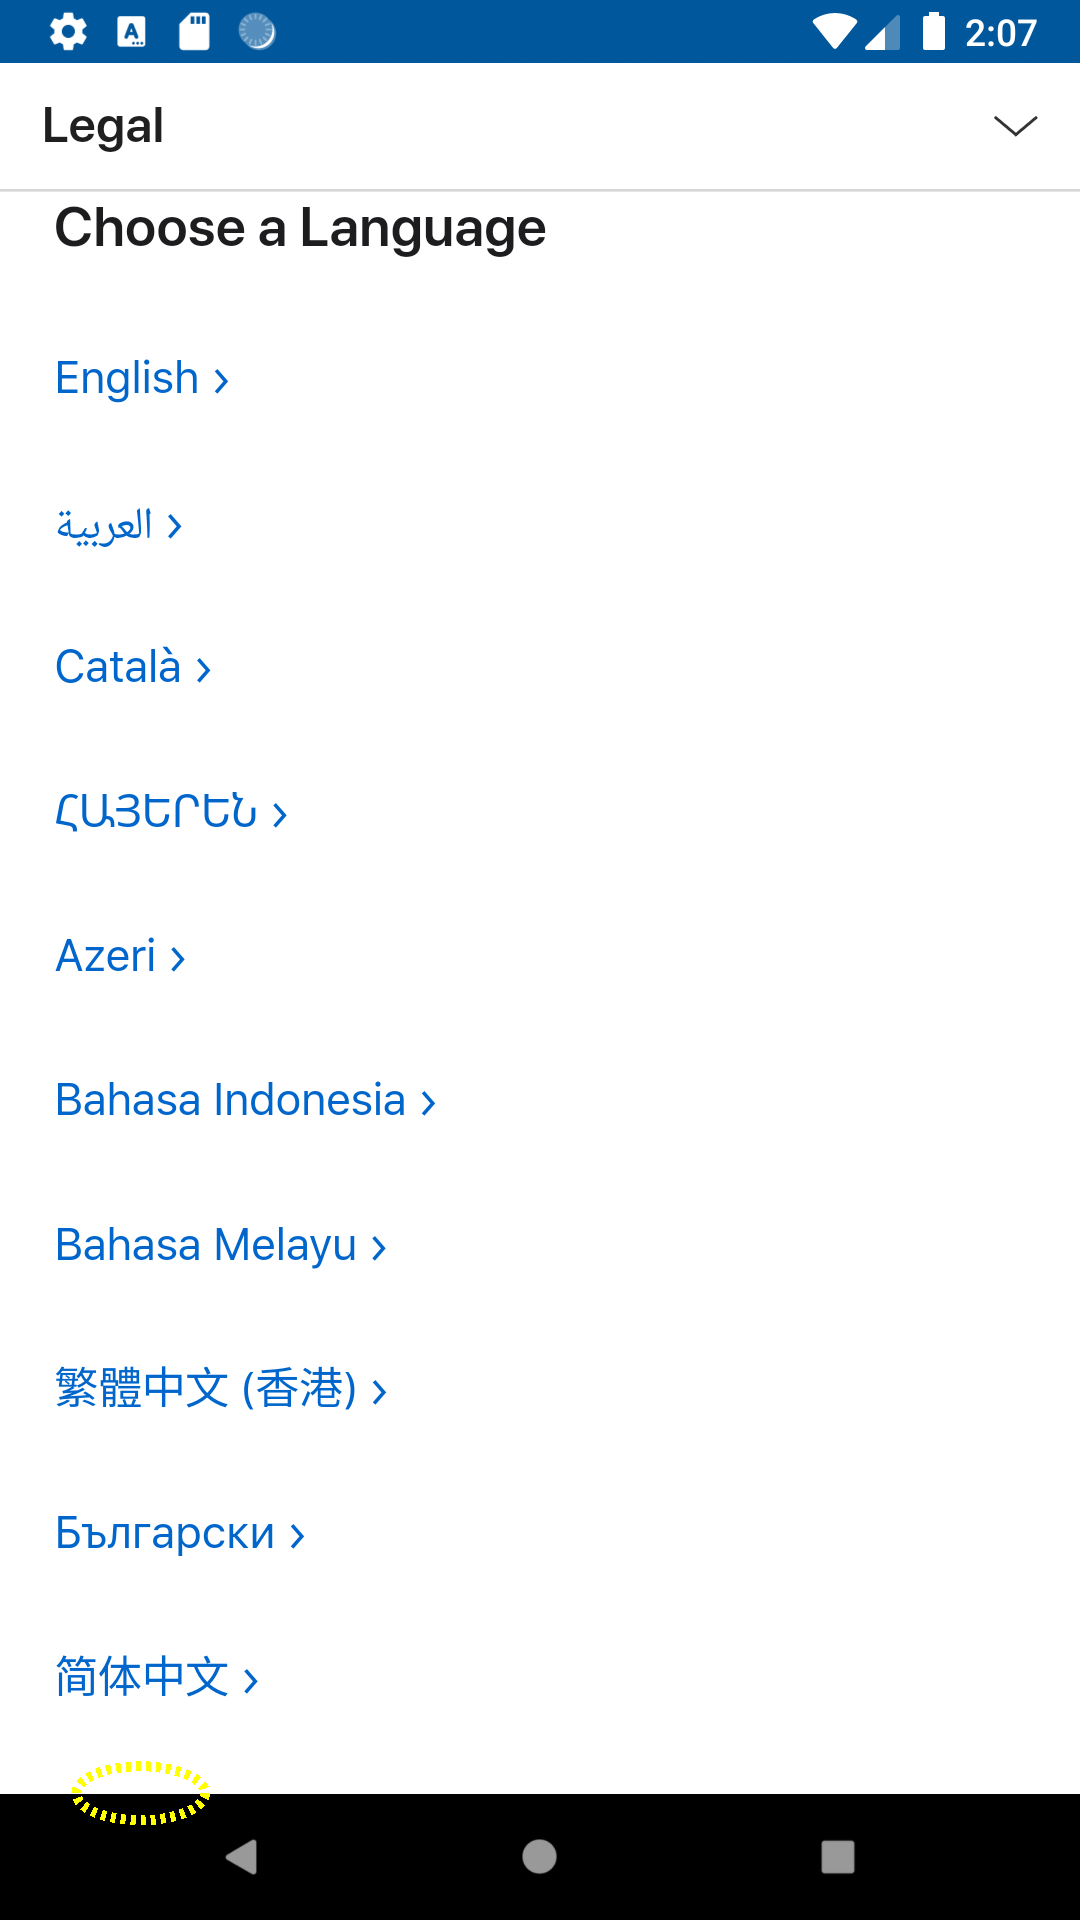 2:07
Legal
Choose a Language
English
العربية
Català
ՀԱՅԵՐԵՆ
Azeri
Bahasa Indonesia
Bahasa Melayu
繁體中文 (香港)
Български
简体中文